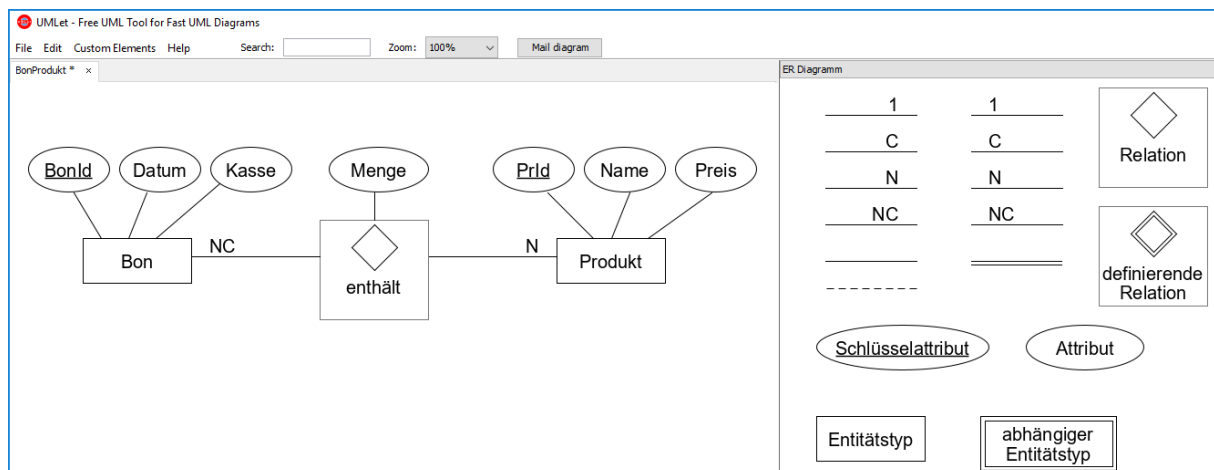 UMLet - Free UML Tool for Fast UML Diagrams
File Edit Custom Elements Help Search: Zoom: 100% Mail diagram
BonProdukt * ×
ER Diagramm
BonId Datum Kasse Menge PrId Name Preis
Bon NC enthält N Produkt
1 1
C C
N N
NC NC
Relation
definierende
Relation
Schlüsselattribut Attribut
Entitätstyp
abhängiger
Entitätstyp